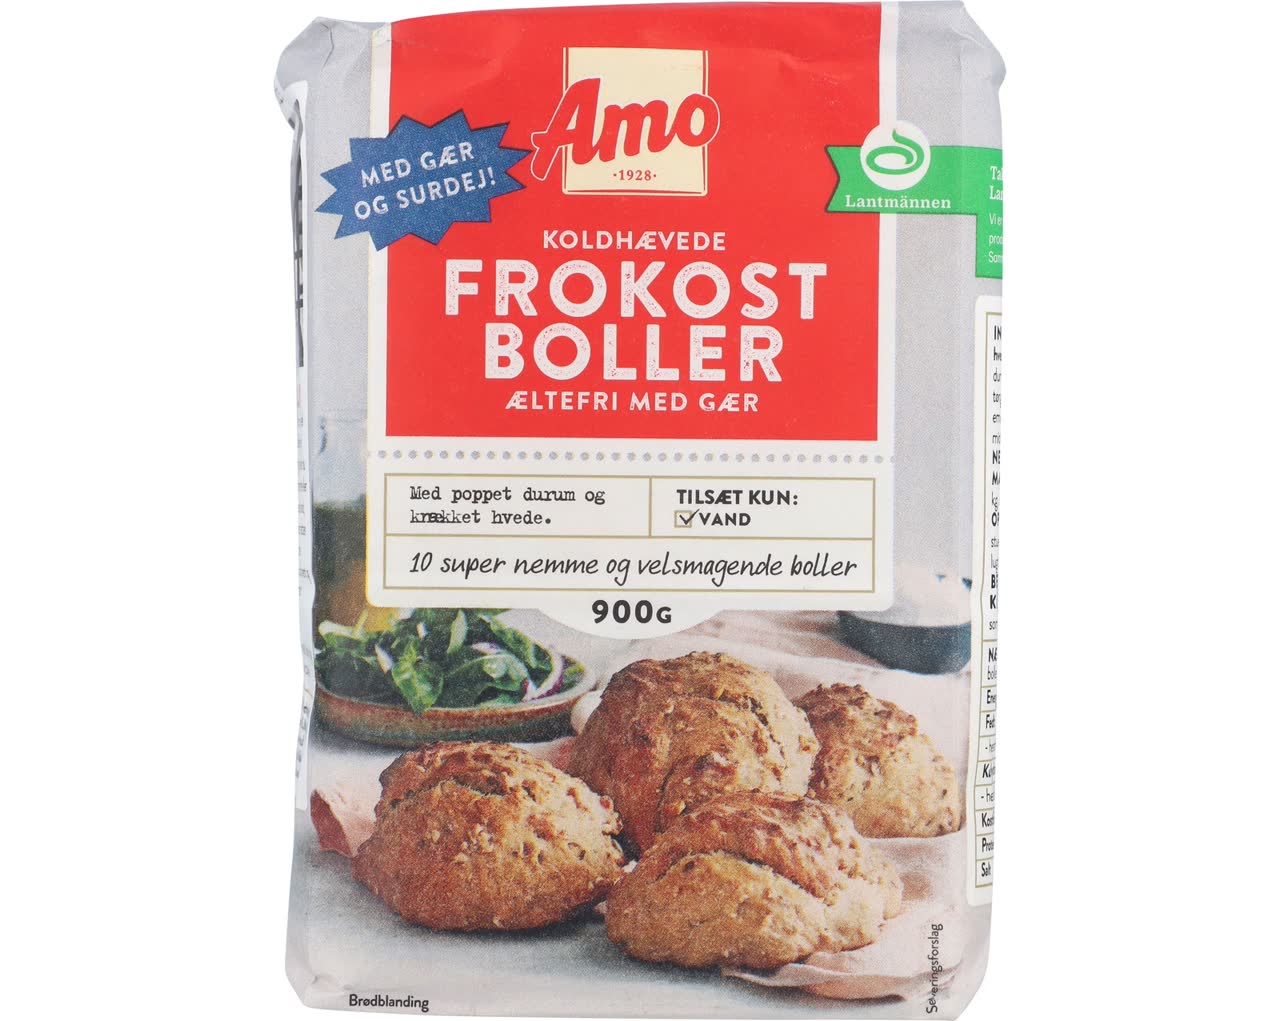 Amo
·1928·
MED GÆR
OG SURDEJ!
Lantmännen
KOLDHÆVEDE
FROKOST
BOLLER
ÆLTEFRI MED GÆR
Med poppet durum og
knækket hvede.
TILSÆT KUN:
VAND
10 super nemme og velsmagende boller
900G
Brødblanding
Serveringsforslag
Salt